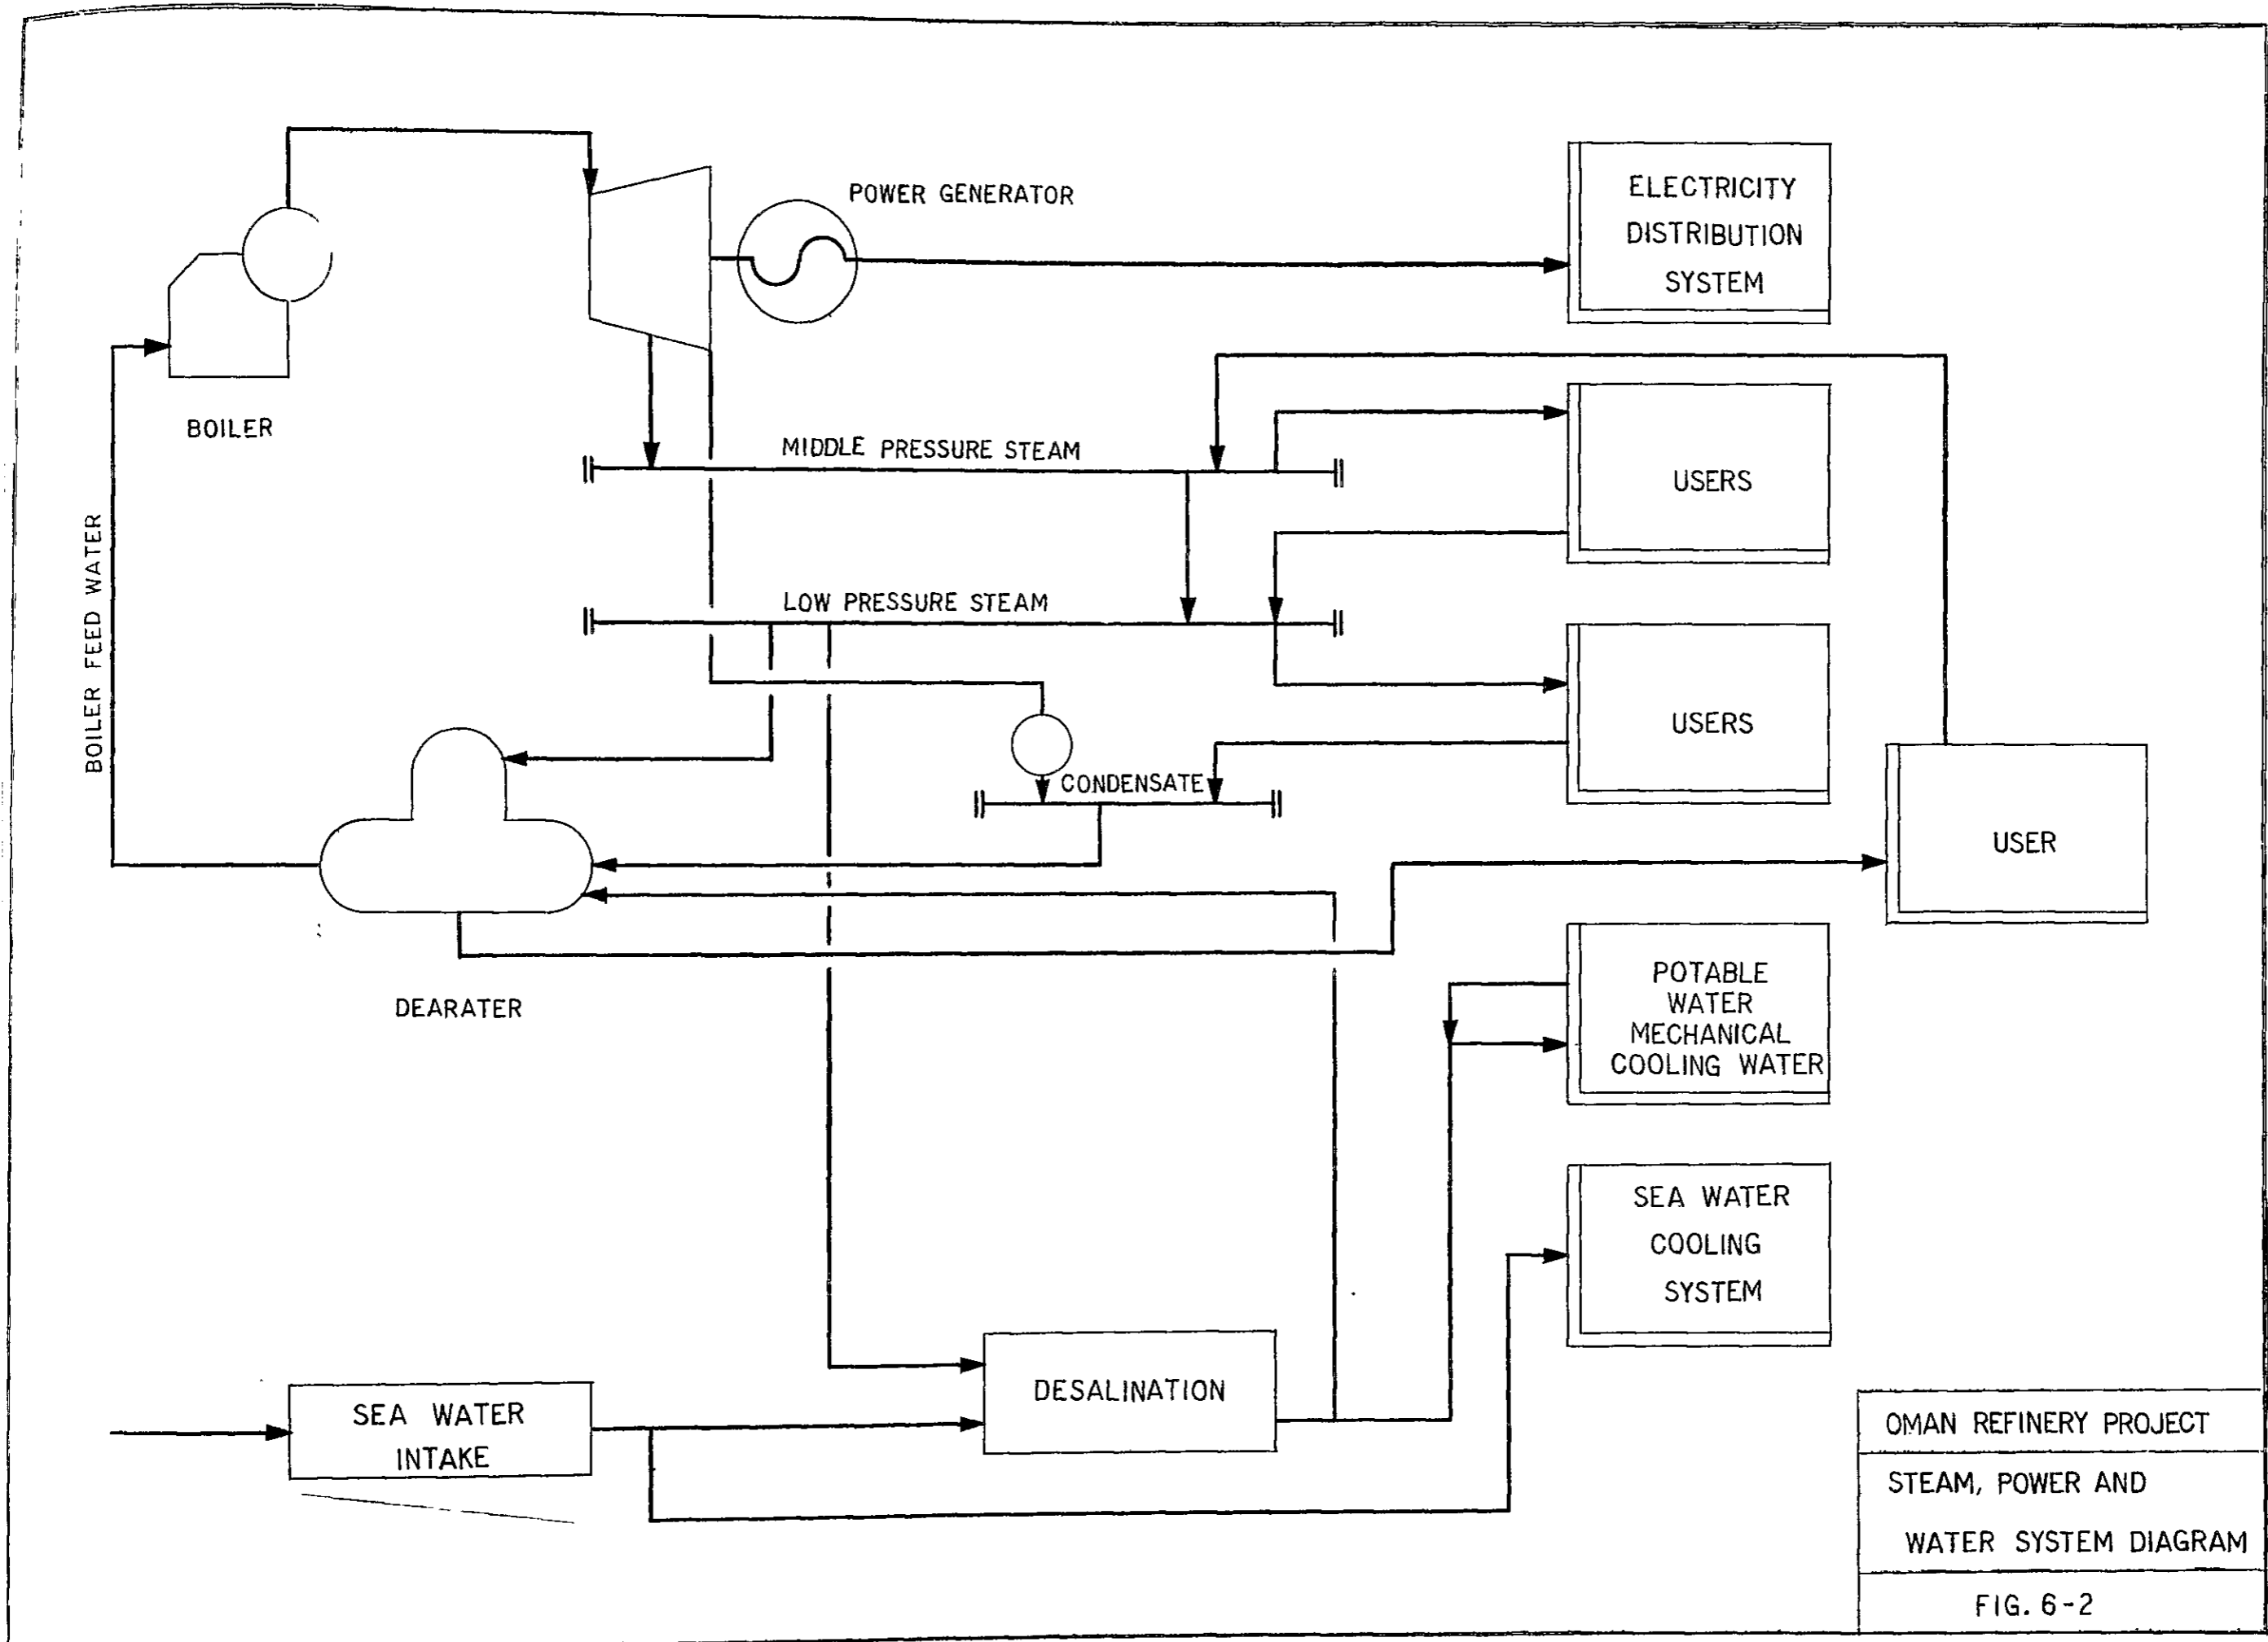 POWER GENERATOR
ELECTRICITY
DISTRIBUTION
SYSTEM
BOILER
MIDDLE PRESSURE STEAM
USERS
BOILER FEED WATER
LOW PRESSURE STEAM
USERS
CONDENSATE
USER
DEARATER
POTABLE
WATER
MECHANICAL
COOLING WATER
SEA WATER
COOLING
SYSTEM
DESALINATION
SEA WATER
INTAKE
OMAN REFINERY PROJECT
STEAM, POWER AND
WATER SYSTEM DIAGRAM
FIG. 6-2